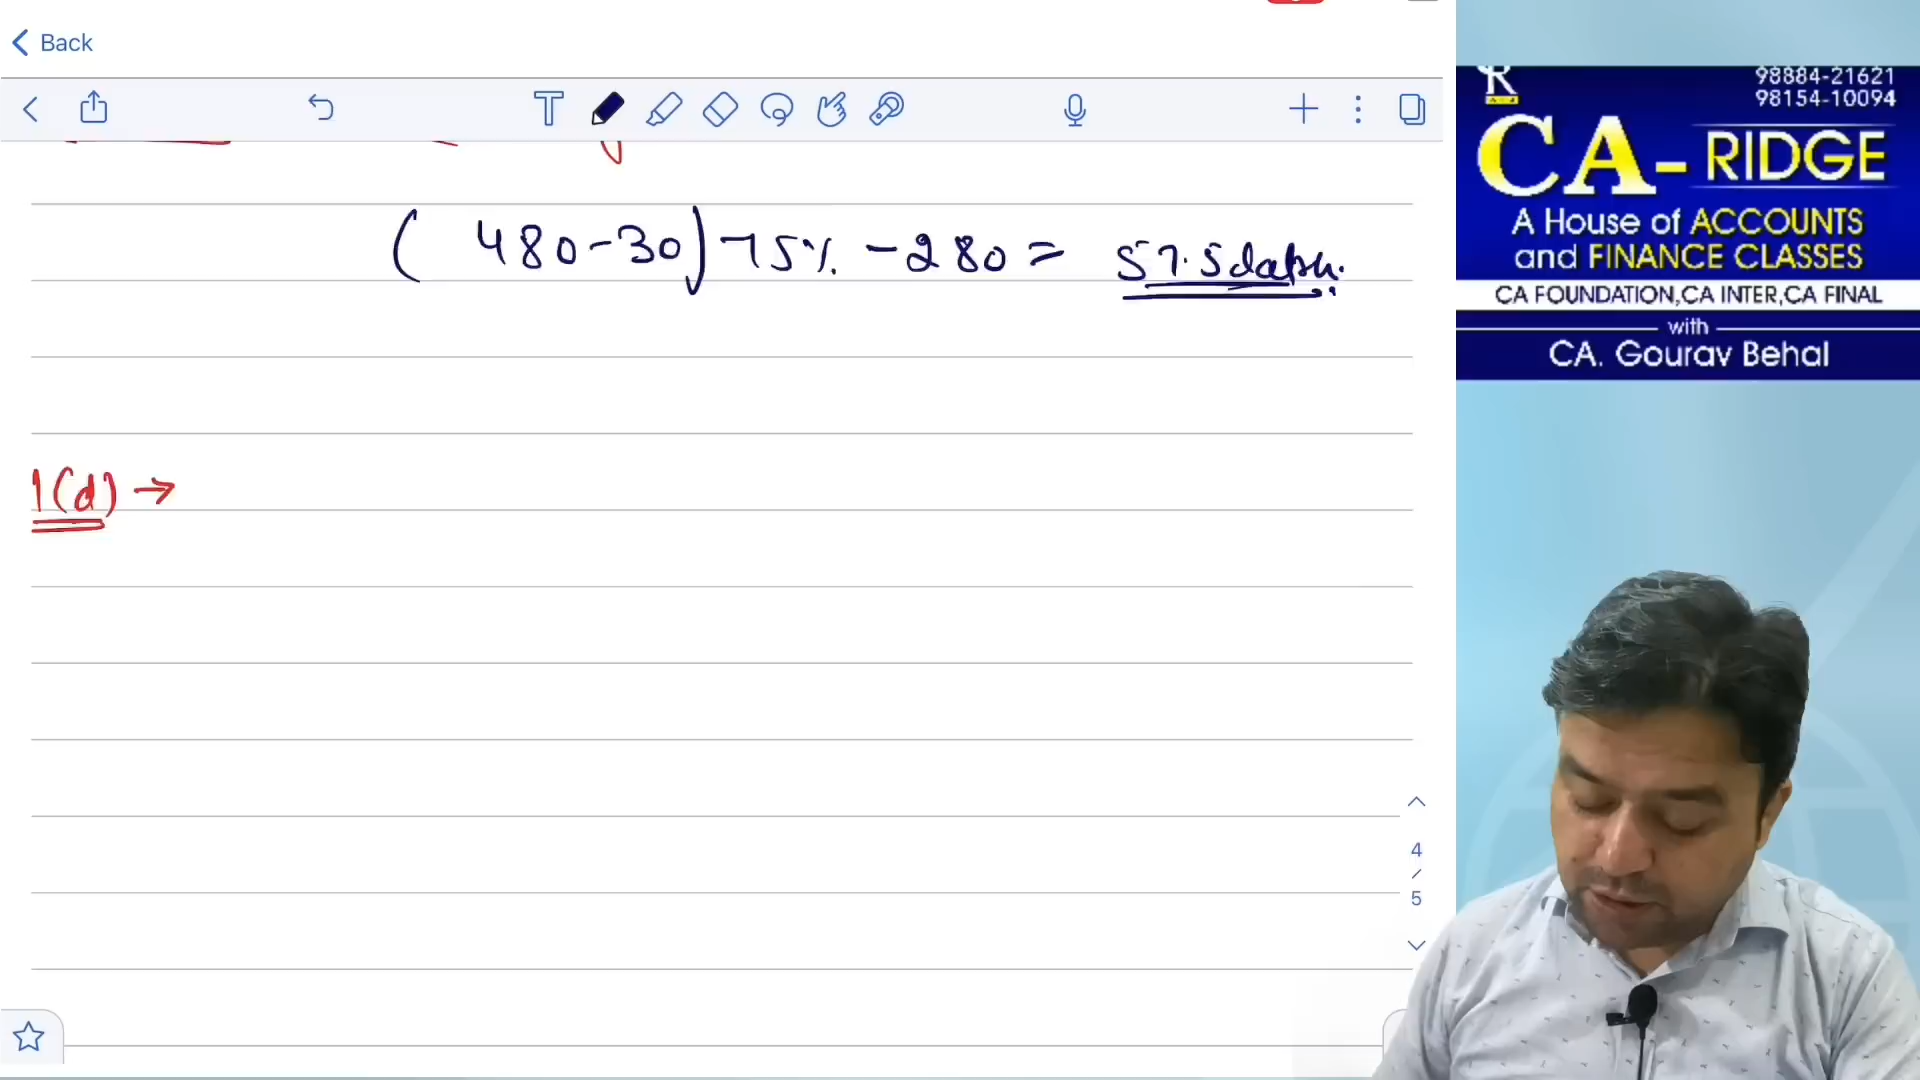 Back
(480-30) 75% - 280 = 57.5
1(d) →
4
/
5
R
98884-21621
98154-10094
CA- RIDGE
A House of ACCOUNTS
and FINANCE CLASSES
CA FOUNDATION,CA INTER,CA FINAL
with
CA. Gourav Behal